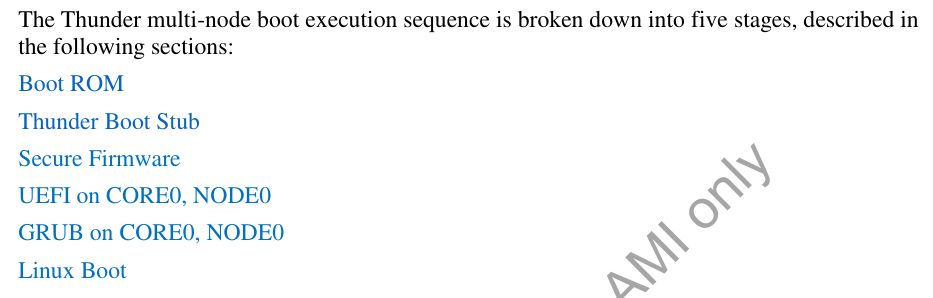 The Thunder multi-node boot execution sequence is broken down into five stages, described in
the following sections:
Boot ROM
Thunder Boot Stub
Secure Firmware
UEFI on CORE0, NODE0
GRUB on CORE0, NODE0
Linux Boot
AMI only